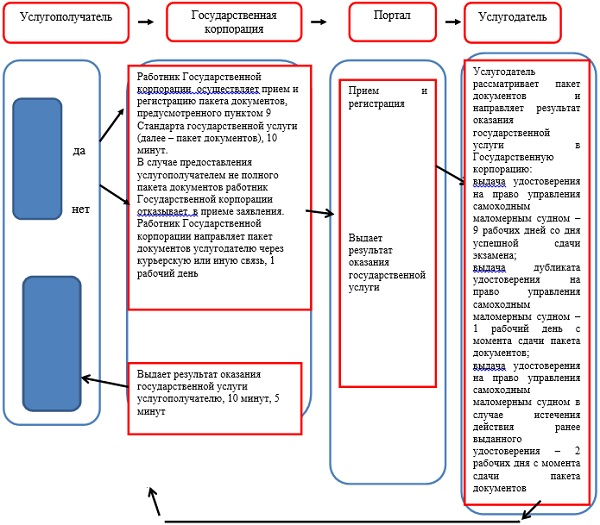 Услугополучатель
Государственная
корпорация
Портал
Услугодатель
да
нет
Работник Государственной
корпорации осуществляет прием и
регистрацию пакета документов,
предусмотренного пунктом 9
Стандарта государственной услуги
(далее – пакет документов), 10
минут.
В случае предоставления
услугополучателем не полного
пакета документов работник
Государственной корпорации
отказывает в приеме заявления.
Работник Государственной
корпорации направляет пакет
документов услугодателю через
курьерскую или иную связь, 1
рабочий день
Выдает результат оказания
государственной услуги
услугополучателю, 10 минут, 5
минут
Прием и
регистрация
Выдает
результат
оказания
государственной
услуги
Услугодатель
рассматривает пакет
документов и
направляет результат
оказания
государственной
услуги в
Государственную
корпорацию:
выдача удостоверения
на право управления
самоходным
маломерным судном –
9 рабочих дней со дня
успешной сдачи
экзамена;
выдача дубликата
удостоверения на
право управления
самоходным
маломерным судном –
1 рабочий день с
момента сдачи пакета
документов;
выдача удостоверения
на право управления
самоходным
маломерным судном в
случае истечения
действия ранее
выданного
удостоверения – 2
рабочих дня с момента
сдачи пакета
документов